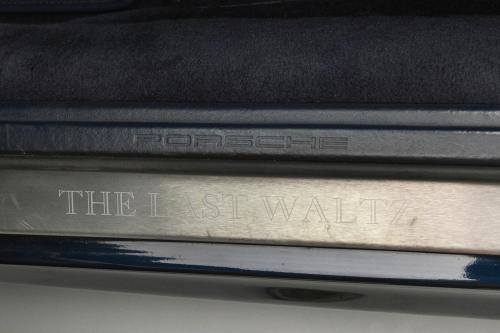 PORSCHE
THE LAST WALTZ